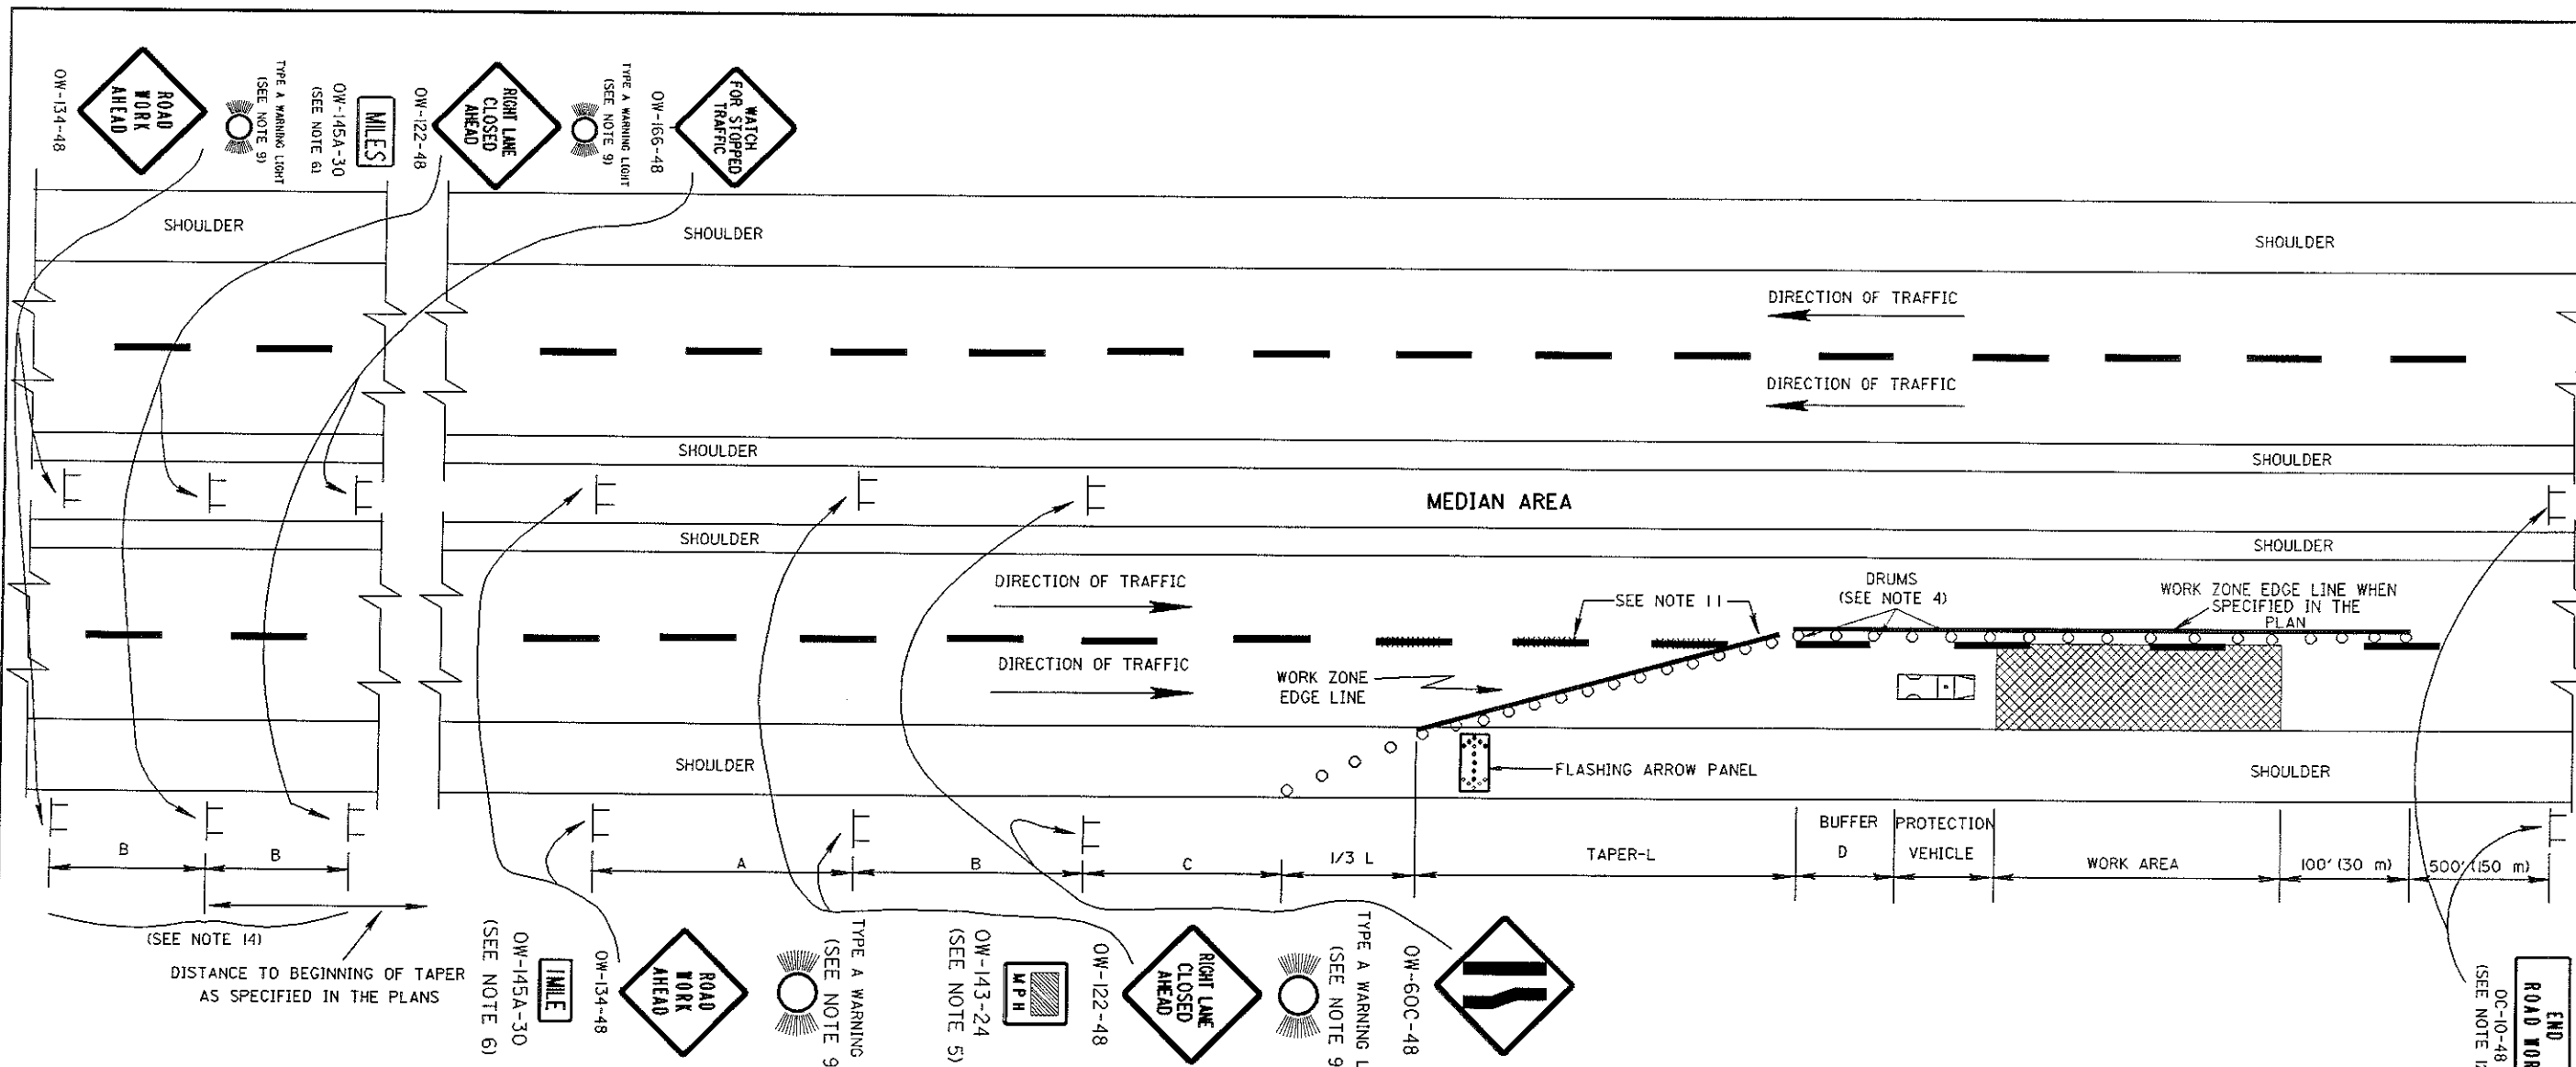 OW-134-48
ROAD
WORK
AHEAD
TYPE A WARNING LIGHT
(SEE NOTE 9)
OW-145A-30
(SEE NOTE 6)
MILES
OW-122-48
RIGHT LANE
CLOSED
AHEAD
TYPE A WARNING LIGHT
(SEE NOTE 9)
OW-166-48
WATCH
FOR STOPPED
TRAFFIC
SHOULDER
SHOULDER
SHOULDER
DIRECTION OF TRAFFIC
DIRECTION OF TRAFFIC
SHOULDER
SHOULDER
MEDIAN AREA
SHOULDER
SHOULDER
DIRECTION OF TRAFFIC
SEE NOTE 11
DRUMS
(SEE NOTE 4)
WORK ZONE EDGE LINE WHEN
SPECIFIED IN THE
PLAN
DIRECTION OF TRAFFIC
WORK ZONE
EDGE LINE
SHOULDER
FLASHING ARROW PANEL
SHOULDER
B
B
A
B
C
1/3 L
TAPER-L
BUFFER
D
PROTECTION
VEHICLE
WORK AREA
100' (30 m)
500' (150 m)
(SEE NOTE 14)
DISTANCE TO BEGINNING OF TAPER
AS SPECIFIED IN THE PLANS
OW-145A-30
(SEE NOTE 6)
1 MILE
OW-134-48
ROAD
WORK
AHEAD
TYPE A WARNING
(SEE NOTE 9
OW-143-24
(SEE NOTE 5)
MPH
OW-122-48
RIGHT LANE
CLOSED
AHEAD
TYPE A WARNING L
(SEE NOTE 9
OW-60C-48
END
ROAD WOR
OC-10-48
(SEE NOTE